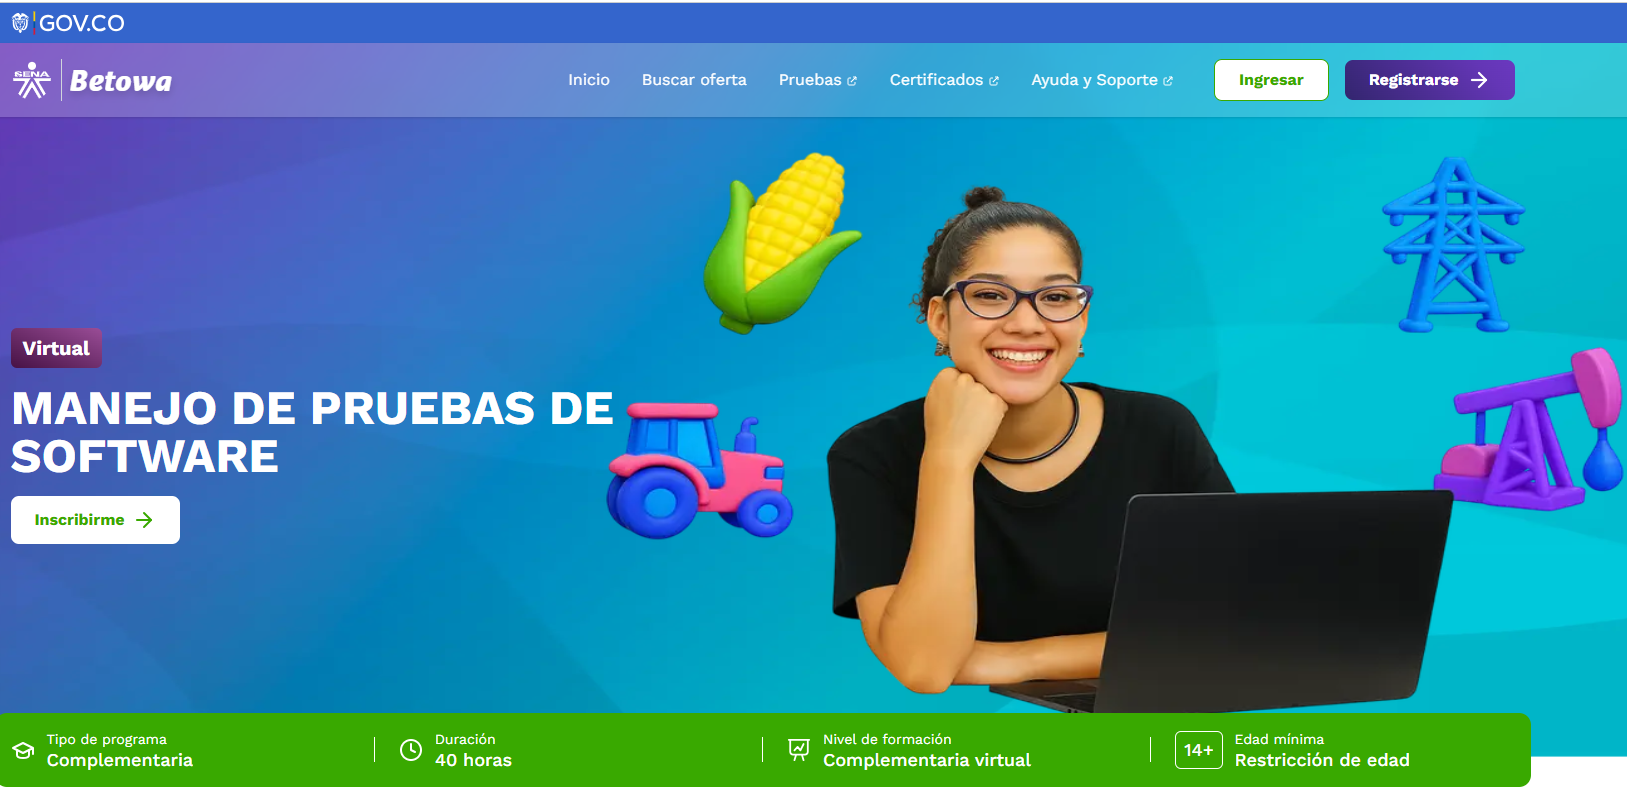 GOV.CO
SENA
Betowa
Inicio
Buscar oferta
Pruebas
Certificados
Ayuda y Soporte
Ingresar
Registrarse
Virtual
MANEJO DE PRUEBAS DE
SOFTWARE
Inscribirme
Tipo de programa
Complementaria
Duración
40 horas
Nivel de formación
Complementaria virtual
14+
Edad mínima
Restricción de edad